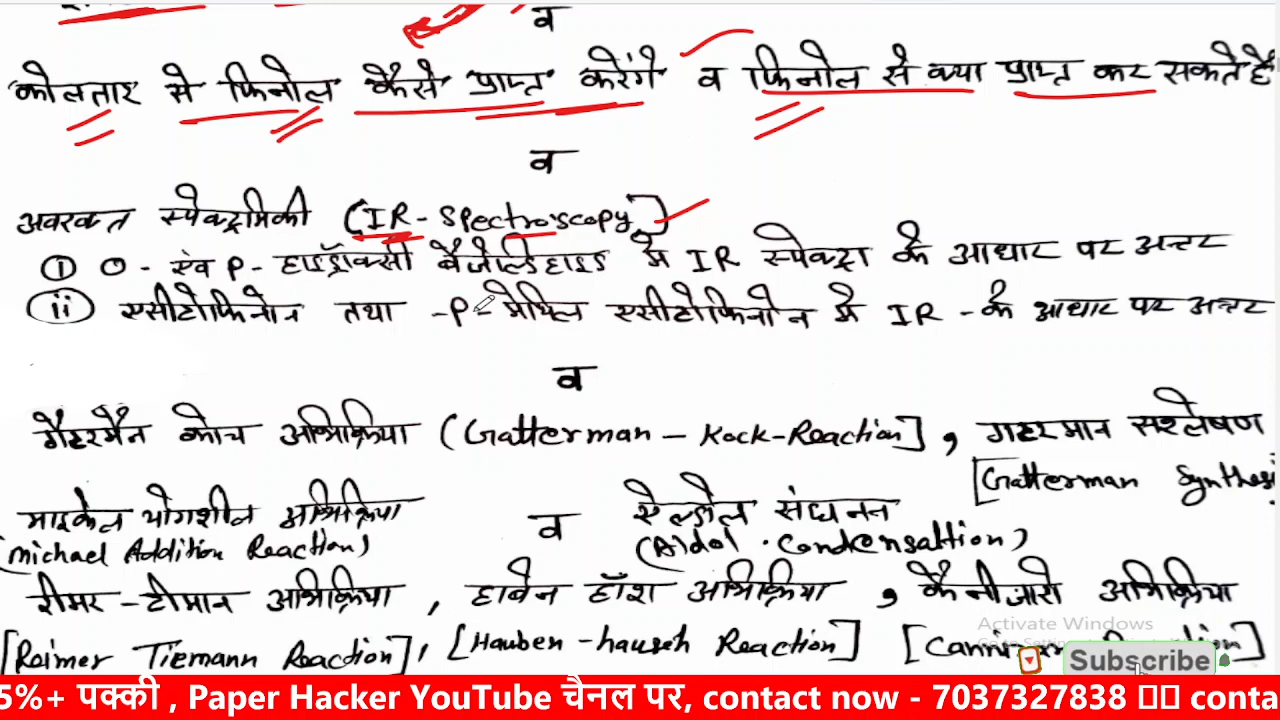 व
कोलतार से फिनोल कैसे प्राप्त करेंगे व फिनोल से क्या प्राप्त कर सकते है
व
अवरक्त स्पेक्ट्रमिकी (IR-Spectroscopy]
(i) o- एंव p- हाइड्रॉक्सी बैंजोल्डिहाइड मे IR स्पेक्ट्रा के आधार पर अन्तर
(ii) एसीटोफिनोन तथा -p- मेथिल एसीटोफिनोन मे IR -के आधार पर अन्तर
व
गैटरमैन कोच अभिक्रिया (Gatterman - Kock-Reaction], गाटरमान संश्लेषण
[Gatterman Synthesi
माइकेल योगशील अभिक्रिया व ऐल्डोल संघनन
(Michael Addition Reaction) (Aldol . Condensattion)
रीमर-टीमान अभिक्रिया, हावेन हॉश अभिक्रिया, कैनीजारो अभिक्रिया
[Reimer Tiemann Reaction], [Hauben-hauseh Reaction]
Activate Windows
Subscribe
5%+ पक्की , Paper Hacker YouTube चैनल पर, contact now - 7037327838 conta